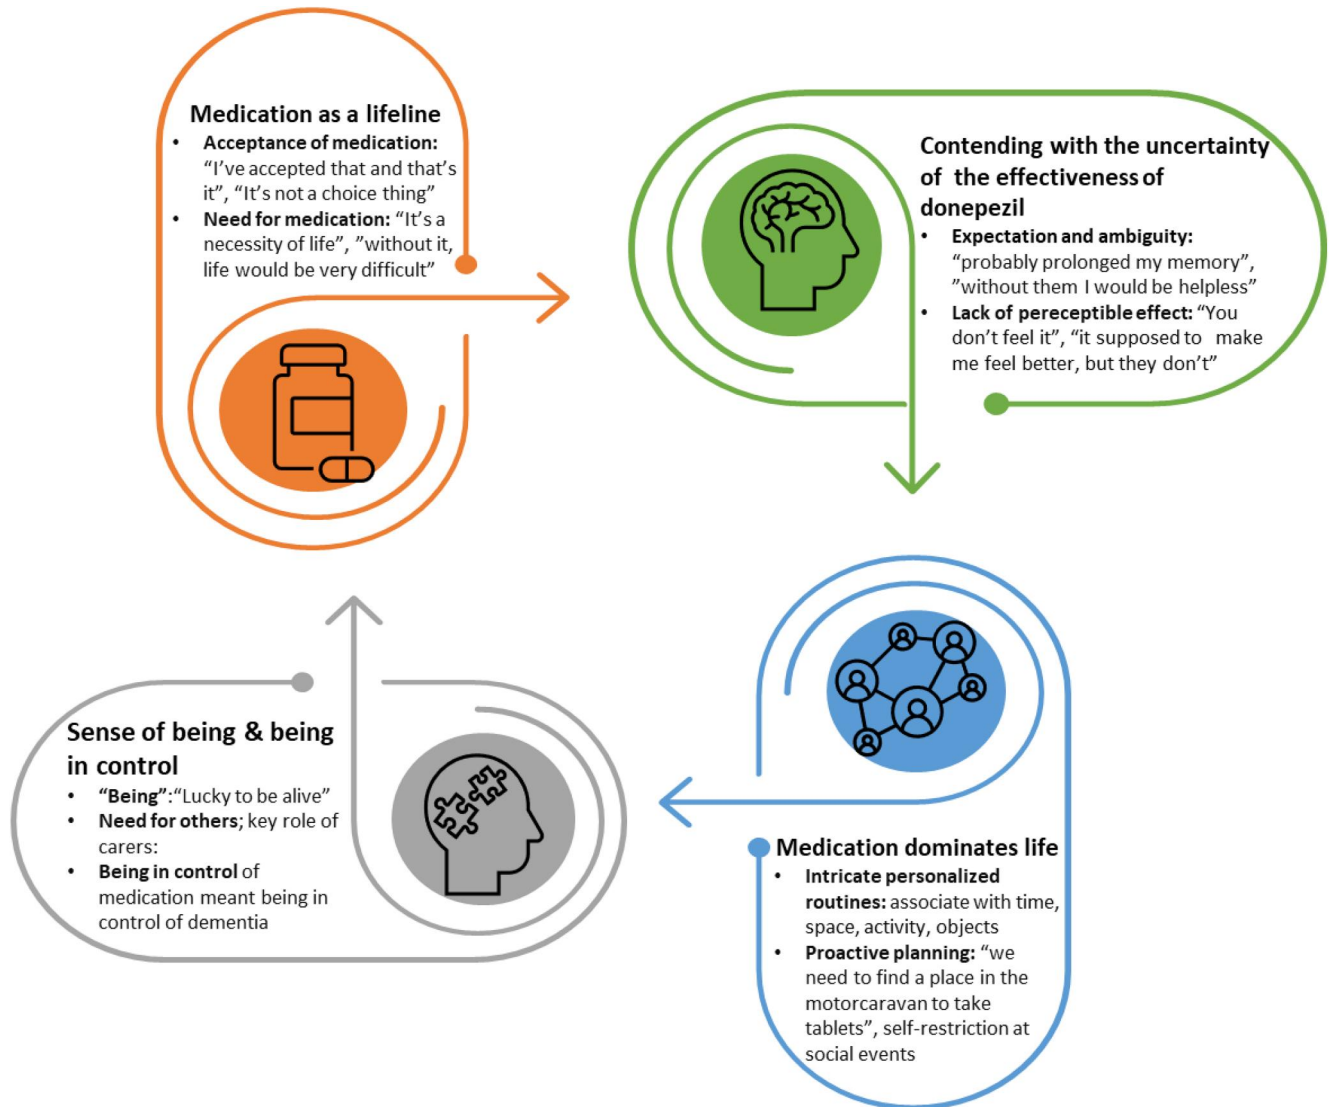 Medication as a lifeline
• Acceptance of medication:
“I’ve accepted that and that’s
it”, “It’s not a choice thing”
• Need for medication: “It’s a
necessity of life”, ”without it,
life would be very difficult”
Contending with the uncertainty
of the effectiveness of
donepezil
• Expectation and ambiguity:
“probably prolonged my memory”,
”without them I would be helpless”
• Lack of pereceptible effect: “You
don’t feel it”, “it supposed to make
me feel better, but they don’t”
Medication dominates life
• Intricate personalized
routines: associate with time,
space, activity, objects
• Proactive planning: “we
need to find a place in the
motorcaravan to take
tablets”, self-restriction at
social events
Sense of being & being
in control
• “Being”:“Lucky to be alive”
• Need for others; key role of
carers:
• Being in control of
medication meant being in
control of dementia